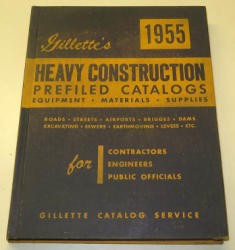 Gillette's
1955
HEAVY CONSTRUCTION
PREFILED CATALOGS
EQUIPMENT • MATERIALS • SUPPLIES
ROADS • STREETS • AIRPORTS • BRIDGES • DAMS
EXCAVATING • SEWERS • EARTHMOVING • LEVEES • ETC.
for
CONTRACTORS
ENGINEERS
PUBLIC OFFICIALS
GILLETTE CATALOG SERVICE